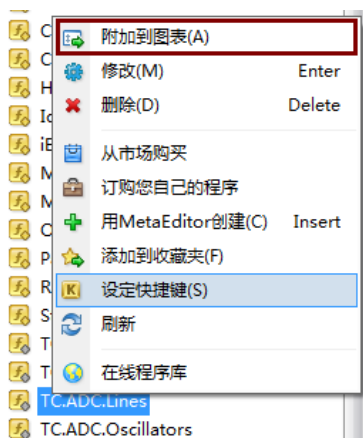 附加到图表(A)
修改(M) Enter
删除(D) Delete
从市场购买
订购您自己的程序
用MetaEditor创建(C) Insert
添加到收藏夹(F)
设定快捷键(S)
刷新
在线程序库
TC.ADC.Lines
TC.ADC.Oscillators